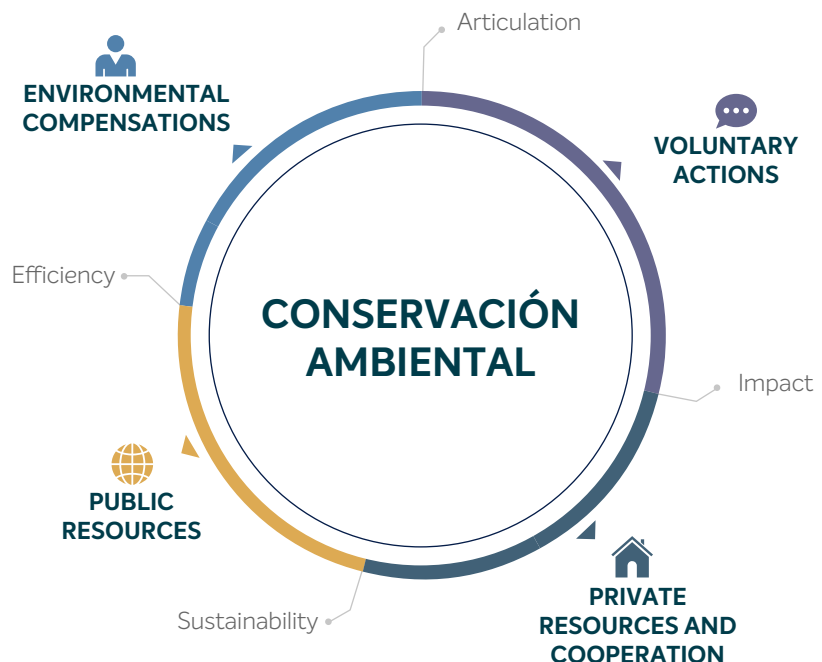 Articulation
ENVIRONMENTAL
COMPENSATIONS
VOLUNTARY
ACTIONS
Efficiency
CONSERVACIÓN
AMBIENTAL
Impact
PUBLIC
RESOURCES
Sustainability
PRIVATE
RESOURCES AND
COOPERATION